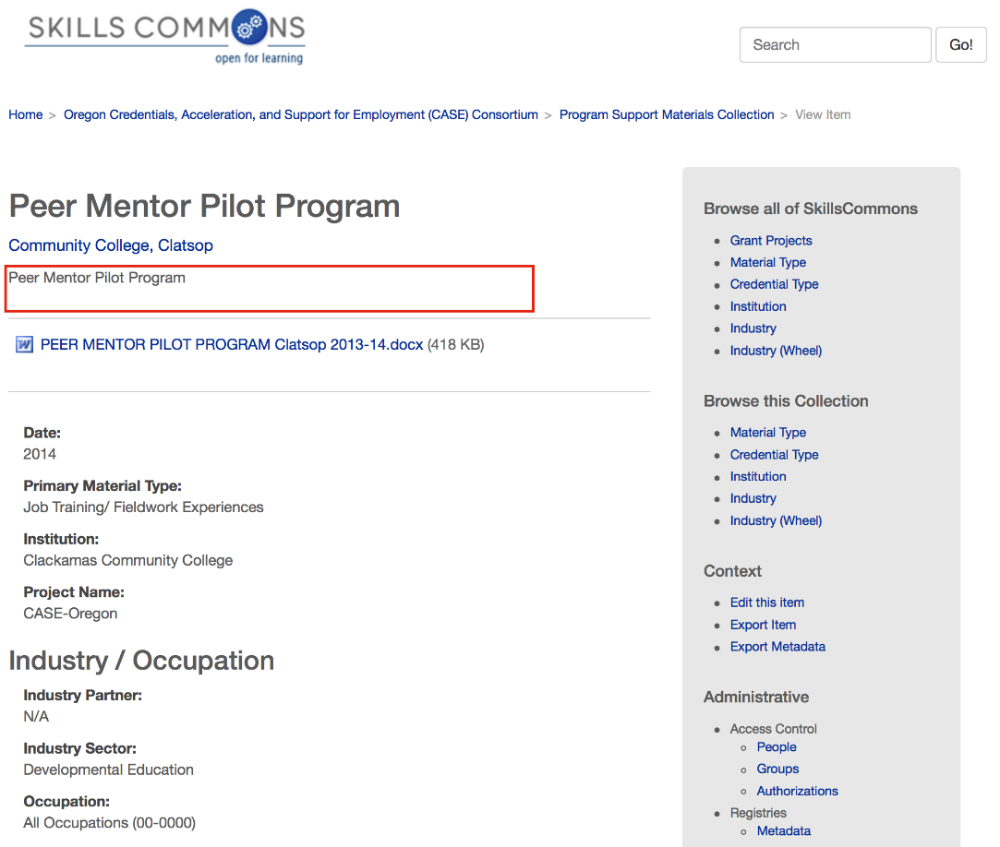 SKILLS COMMONS
open for learning
Search
Go!
Home > Oregon Credentials, Acceleration, and Support for Employment (CASE) Consortium > Program Support Materials Collection > View Item
Peer Mentor Pilot Program
Community College, Clatsop
Peer Mentor Pilot Program
PEER MENTOR PILOT PROGRAM Clatsop 2013-14.docx (418 KB)
Date:
2014
Primary Material Type:
Job Training/ Fieldwork Experiences
Institution:
Clackamas Community College
Project Name:
CASE-Oregon
Industry / Occupation
Industry Partner:
N/A
Industry Sector:
Developmental Education
Occupation:
All Occupations (00-0000)
Browse all of SkillsCommons
Grant Projects
Material Type
Credential Type
Institution
Industry
Industry (Wheel)
Browse this Collection
Material Type
Credential Type
Institution
Industry
Industry (Wheel)
Context
Edit this item
Export Item
Export Metadata
Administrative
Access Control
People
Groups
Authorizations
Registries
Metadata